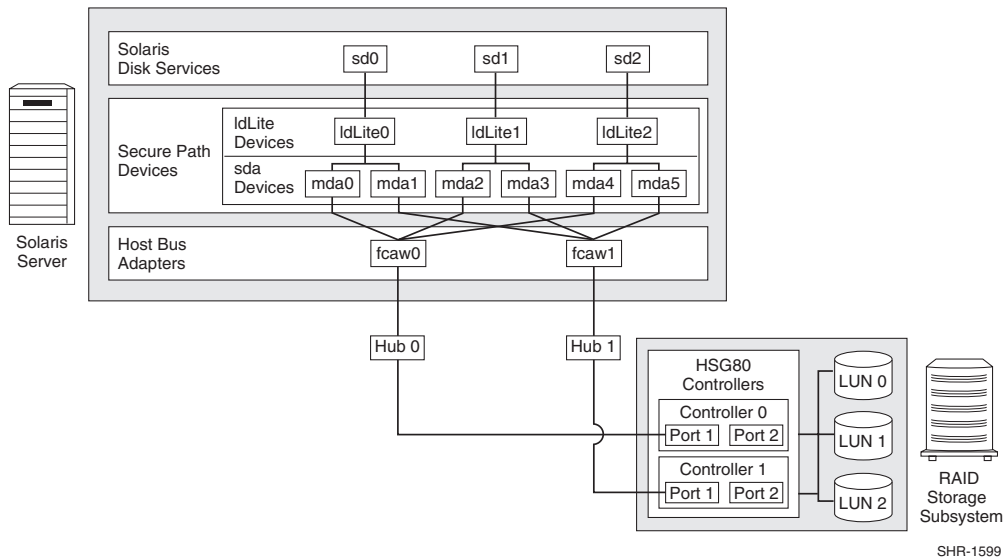 Solaris
Disk Services
sd0
sd1
sd2
Secure Path
Devices
ldLite
Devices
ldLite0
ldLite1
ldLite2
sda
Devices
mda0
mda1
mda2
mda3
mda4
mda5
Solaris
Server
Host Bus
Adapters
fcaw0
fcaw1
Hub 0
Hub 1
HSG80
Controllers
Controller 0
Port 1
Port 2
Controller 1
Port 1
Port 2
LUN 0
LUN 1
LUN 2
RAID
Storage
Subsystem
SHR-1599